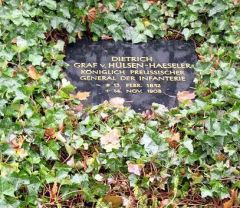 DIETRICH
GRAF v. HÜLSEN-HAESELER
KÖNIGLICH PREUSSISCHER
GENERAL DER INFANTERIE
* 13. FEBR. 1852
+ 14. NOV. 1908